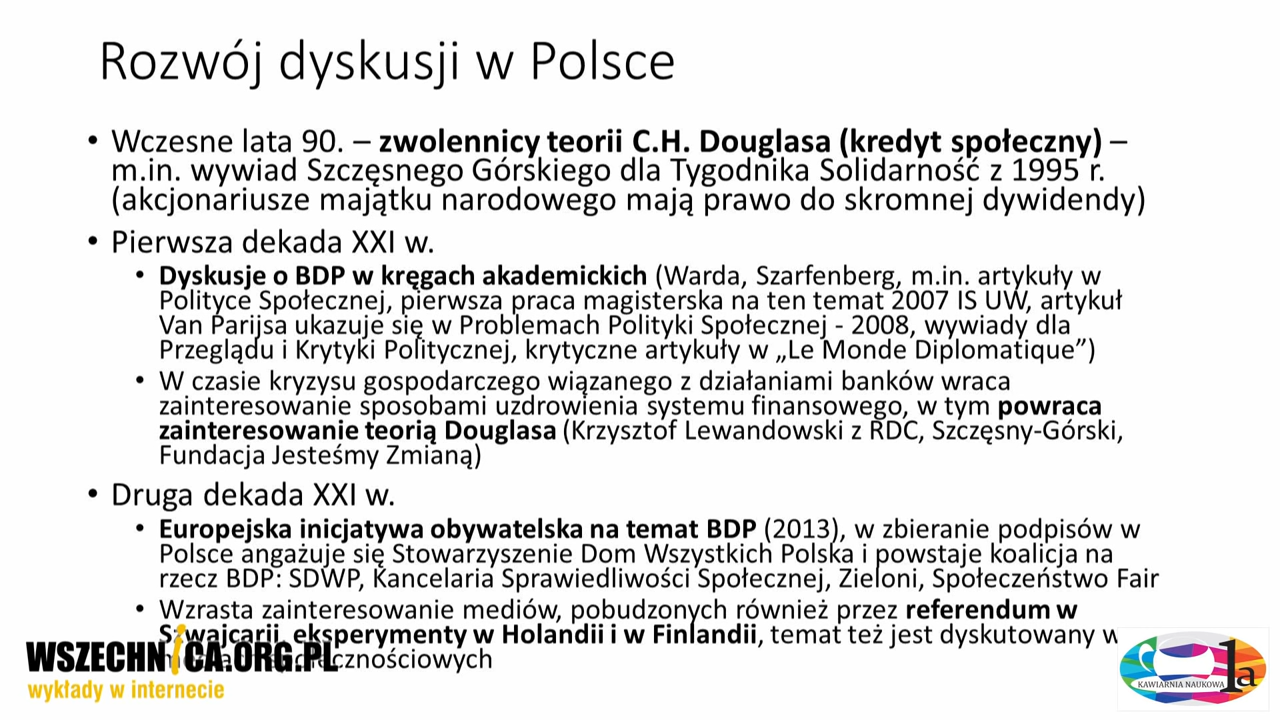 Rozwój dyskusji w Polsce
• Wczesne lata 90. – zwolennicy teorii C.H. Douglasa (kredyt społeczny) –
m.in. wywiad Szczęsnego Górskiego dla Tygodnika Solidarność z 1995 r.
(akcjonariusze majątku narodowego mają prawo do skromnej dywidendy)
• Pierwsza dekada XXI w.
• Dyskusje o BDP w kręgach akademickich (Warda, Szarfenberg, m.in. artykuły w
Polityce Społecznej, pierwsza praca magisterska na ten temat 2007 IS UW, artykuł
Van Parijsa ukazuje się w Problemach Polityki Społecznej - 2008, wywiady dla
Przeglądu i Krytyki Politycznej, krytyczne artykuły w „Le Monde Diplomatique”)
• W czasie kryzysu gospodarczego wiązanego z działaniami banków wraca
zainteresowanie sposobami uzdrowienia systemu finansowego, w tym powraca
zainteresowanie teorią Douglasa (Krzysztof Lewandowski z RDC, Szczęsny-Górski,
Fundacja Jesteśmy Zmianą)
• Druga dekada XXI w.
• Europejska inicjatywa obywatelska na temat BDP (2013), w zbieranie podpisów w
Polsce angażuje się Stowarzyszenie Dom Wszystkich Polska i powstaje koalicja na
rzecz BDP: SDWP, Kancelaria Sprawiedliwości Społecznej, Zieloni, Społeczeństwo Fair
• Wzrasta zainteresowanie mediów, pobudzonych również przez referendum w
Szwajcarii, eksperymenty w Holandii i w Finlandii, temat też jest dyskutowany w
WSZECHNICA.ORG.PL
wykłady w internecie
KAWIARNIA NAUKOWA 1a